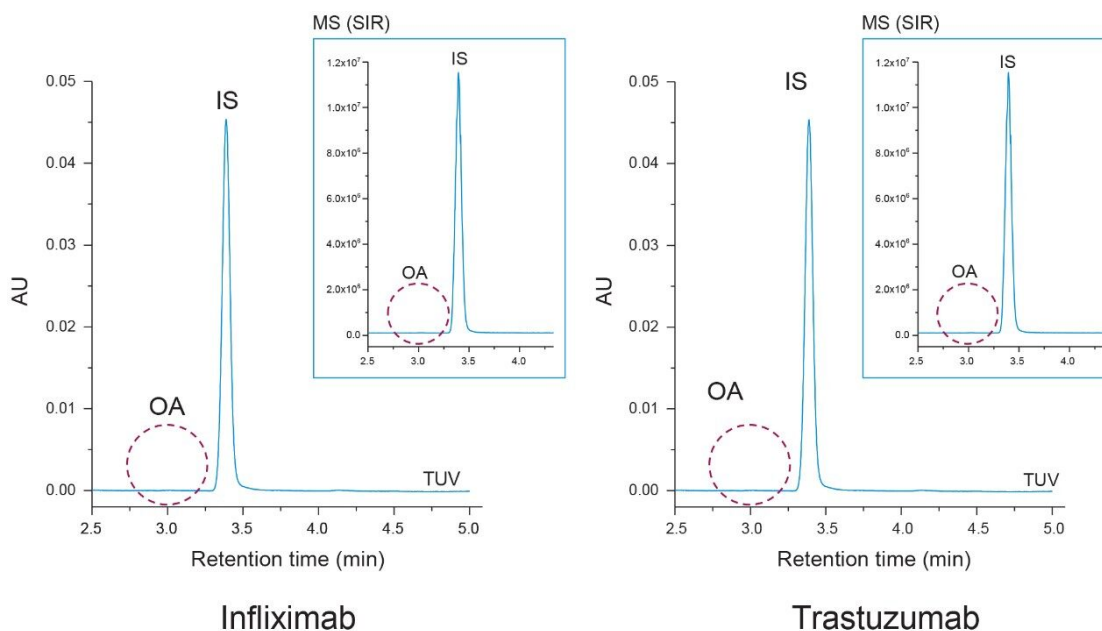 MS (SIR)
IS
1.2x10⁷
1.0x10⁷
8.0x10⁶
6.0x10⁶
4.0x10⁶
2.0x10⁶
0.0
OA
2.5
3.0
3.5
4.0
0.05
0.04
0.03
0.02
0.01
0.00
AU
IS
OA
TUV
2.5 3.0 3.5 4.0 4.5 5.0
Retention time (min)
Infliximab
MS (SIR)
IS
1.2x10⁷
1.0x10⁷
8.0x10⁶
6.0x10⁶
4.0x10⁶
2.0x10⁶
0.0
OA
2.5
3.0
3.5
4.0
0.05
0.04
0.03
0.02
0.01
0.00
AU
IS
OA
TUV
2.5 3.0 3.5 4.0 4.5 5.0
Retention time (min)
Trastuzumab